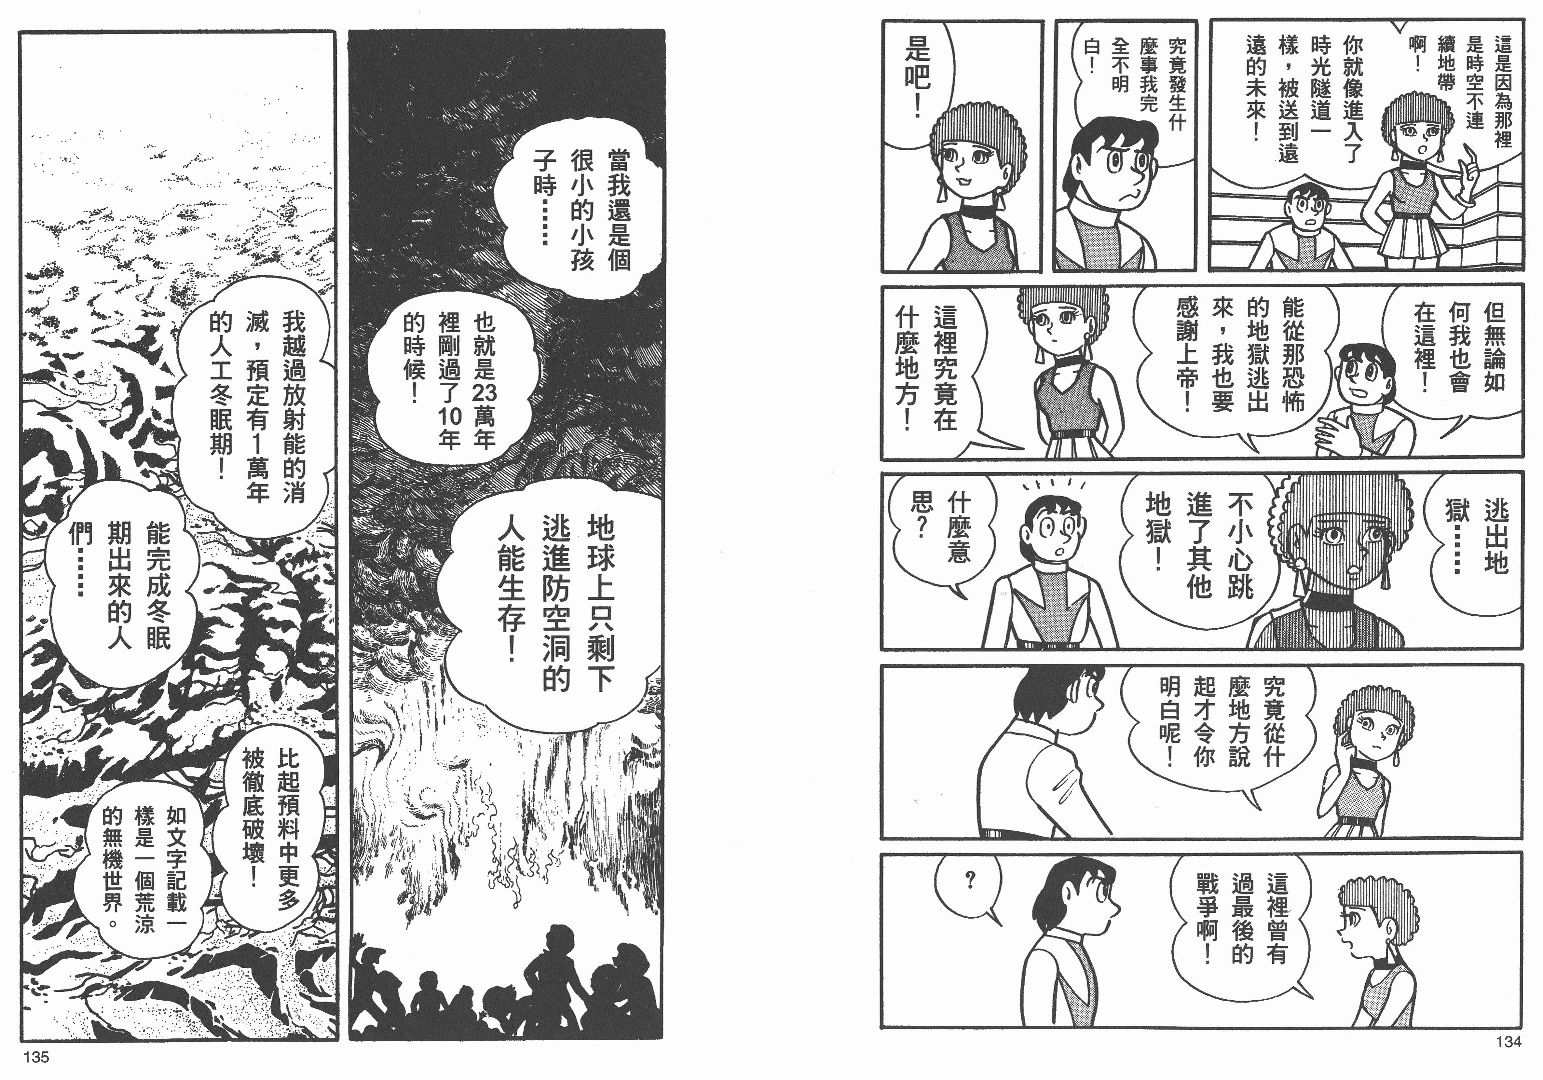 這是因為那裡
是時空不連
續地帶
啊！
你就像進入了
時光隧道一
樣，被送到遠
遠的未來！
究竟發生什
麼事我完
全不明
白！
是吧！
但無論如
何我也會
在這裡！
能從那恐怖
的地獄逃出
來，我也要
感謝上帝！
這裡究竟在
什麼地方！
逃出地
獄……
不小心跳
進了其他
地獄！
什麼意
思？
究竟從什
麼地方說
起才令你
明白呢！
這裡曾有
過最後的
戰爭啊！
？
134
當我還是個
很小的小孩
子時……
也就是23萬年
裡剛過了10年
的時候！
地球上只剩下
逃進防空洞的
人能生存！
我越過放射能的消
滅，預定有1萬年
的人工冬眠期！
能完成冬眠
期出來的人
們……
比起預料中更多
被徹底破壞！
如文字記載一
樣是一個荒涼
的無機世界。
135